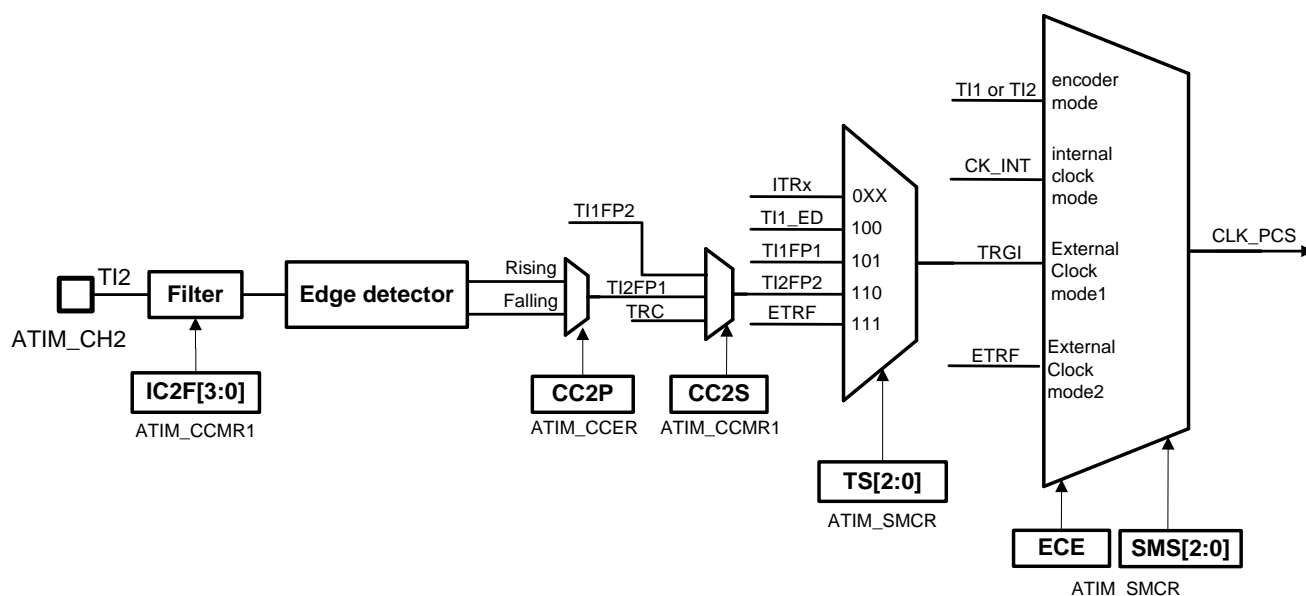 TI2
ATIM_CH2
Filter
IC2F[3:0]
ATIM_CCMR1
Edge detector
Rising
Falling
CC2P
ATIM_CCER
TI1FP2
TI2FP1
TRC
CC2S
ATIM_CCMR1
ITRx
TI1_ED
TI1FP1
TI2FP2
ETRF
0XX
100
101
110
111
TS[2:0]
ATIM_SMCR
TI1 or TI2
CK_INT
TRGI
ETRF
encoder
mode
internal
clock
mode
External
Clock
mode1
External
Clock
mode2
ECE
SMS[2:0]
ATIM_SMCR
CLK_PCS